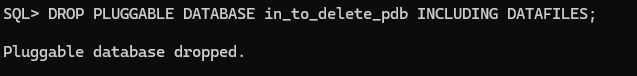 SQL> DROP PLUGGABLE DATABASE in_to_delete_pdb INCLUDING DATAFILES;
Pluggable database dropped.